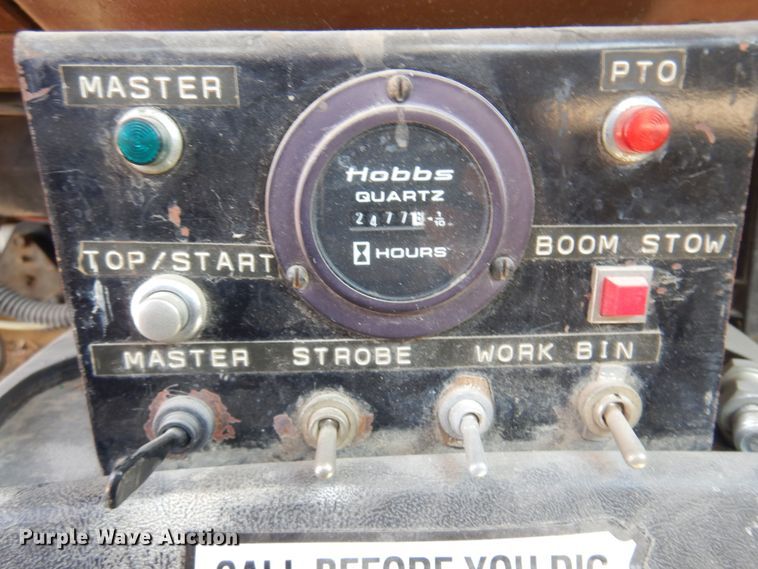 MASTER
PTO
Hobbs
QUARTZ
2477 1/10
HOURS
TOP/START
BOOM STOW
MASTER STROBE WORK BIN
Purple Wave Auction
CALL BEFORE YOU DIG